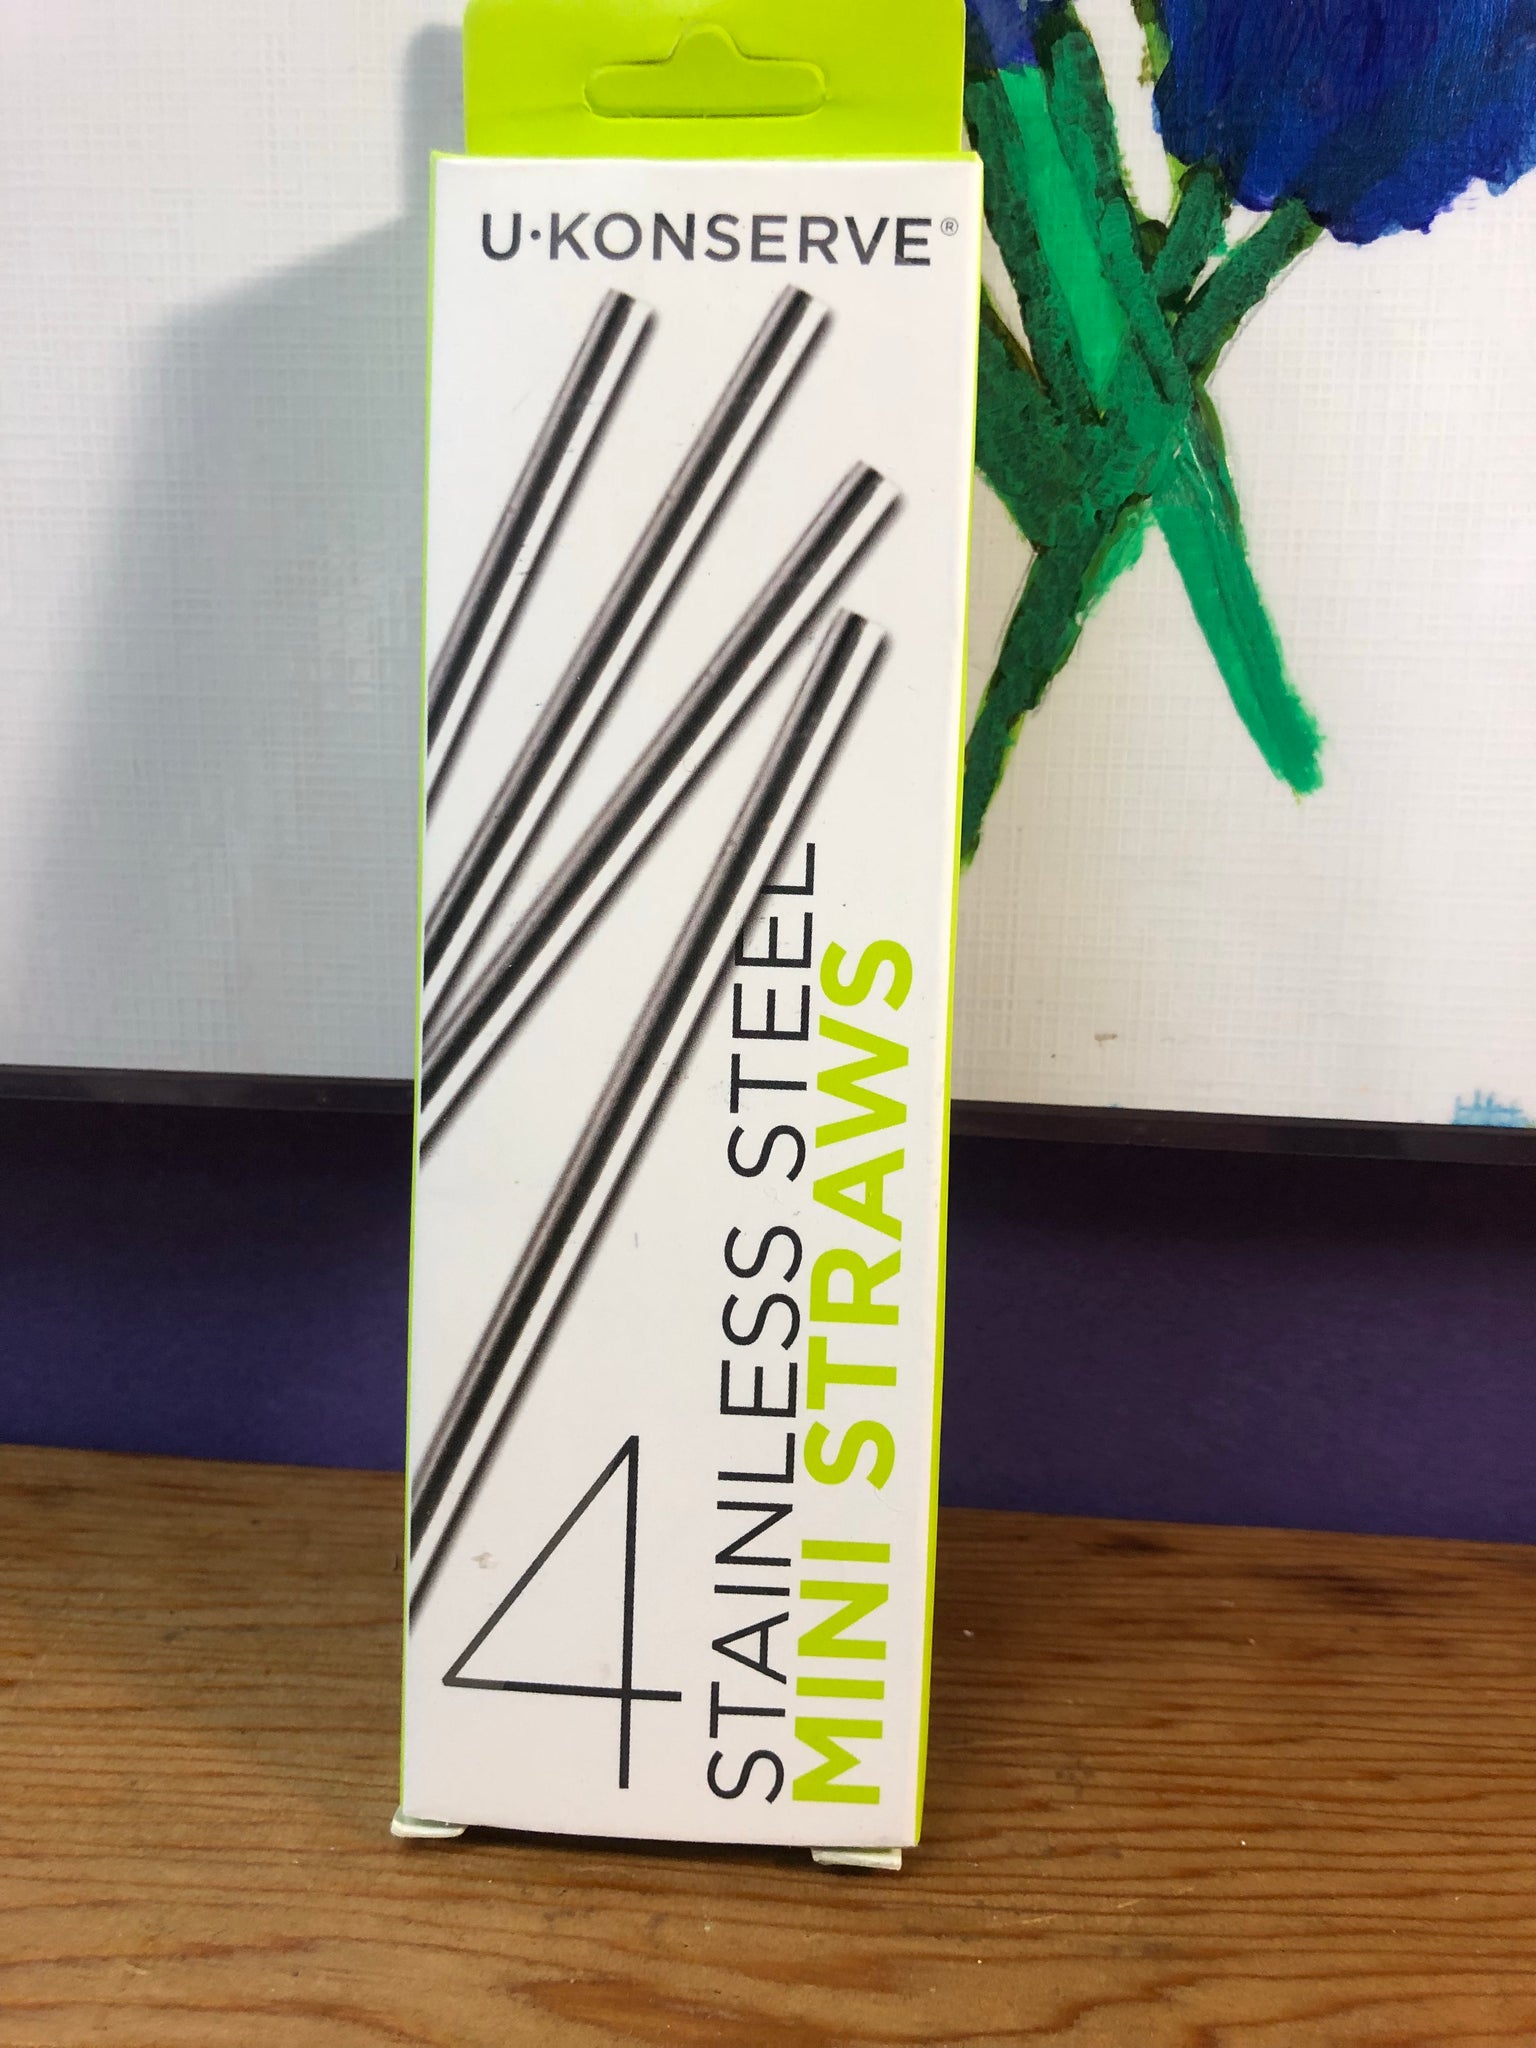 U·KONSERVE®
4
STAINLESS STEEL
MINI STRAWS